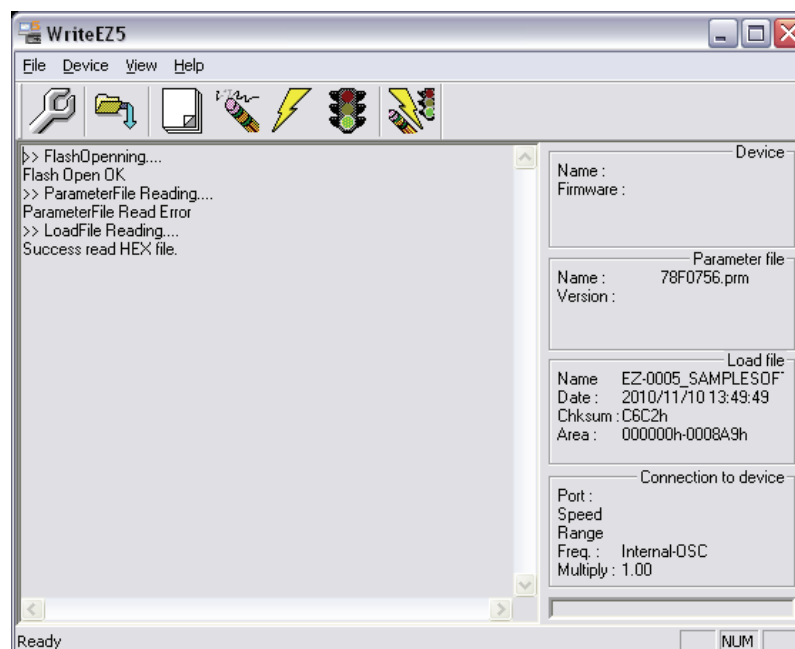 WriteEZ5
File Device View Help
>> FlashOpenning....
Flash Open OK
>> ParameterFile Reading....
ParameterFile Read Error
>> LoadFile Reading....
Success read HEX file.
Device
Name :
Firmware :
Parameter file
Name : 78F0756.prm
Version :
Load file
Name EZ-0005_SAMPLESOF
Date : 2010/11/10 13:49:49
Chksum : C6C2h
Area : 000000h-0008A9h
Connection to device
Port :
Speed
Range
Freq. : Internal-OSC
Multiply : 1.00
Ready
NUM